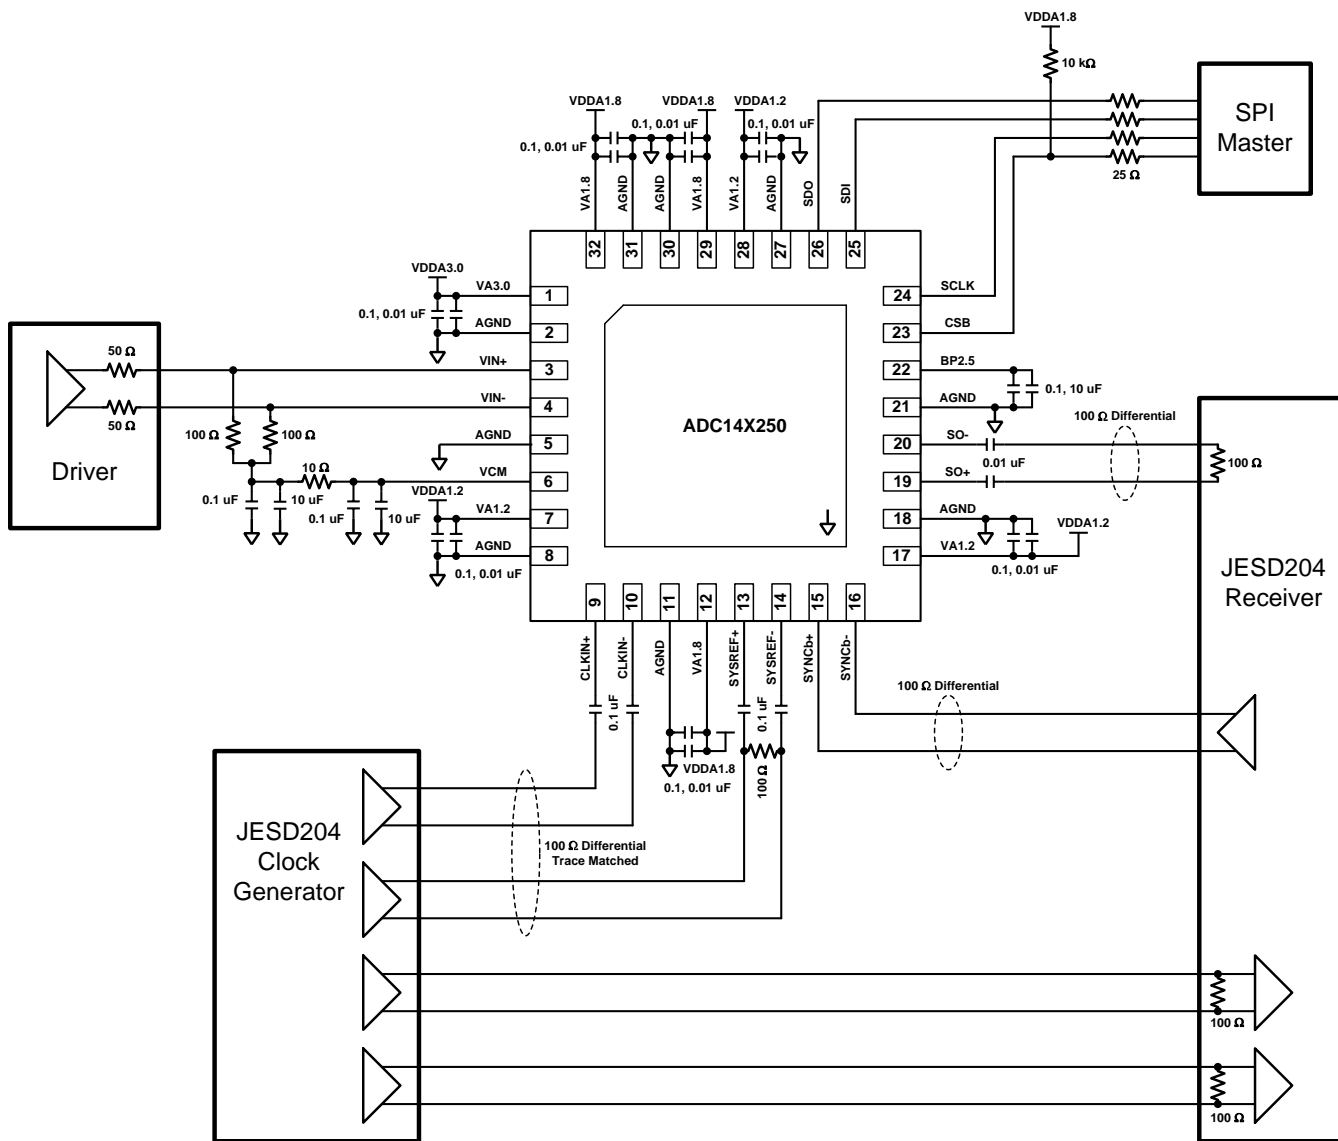 VDDA1.8
10 kΩ
SPI
Master
25 Ω
VDDA1.8
VDDA1.8
VDDA1.2
0.1, 0.01 uF
0.1, 0.01 uF
0.1, 0.01 uF
VA1.8
AGND
AGND
VA1.8
VA1.2
AGND
SDO
SDI
32
31
30
29
28
27
26
25
VDDA3.0
VA3.0
1
0.1, 0.01 uF
AGND
2
50 Ω
VIN+
3
VIN-
4
50 Ω
100 Ω
100 Ω
Driver
AGND
5
10 Ω
VCM
6
0.1 uF
10 uF
0.1 uF
10 uF
VDDA1.2
VA1.2
7
AGND
8
0.1, 0.01 uF
ADC14X250
24
SCLK
23
CSB
22
BP2.5
0.1, 10 uF
21
AGND
100 Ω Differential
20
SO-
0.01 uF
100 Ω
19
SO+
18
AGND
VDDA1.2
17
VA1.2
0.1, 0.01 uF
JESD204
Receiver
9
10
11
12
13
14
15
16
CLKIN+
CLKIN-
AGND
VA1.8
SYSREF+
SYSREF-
SYNCb+
SYNCb-
0.1 uF
0.1 uF
100 Ω Differential
VDDA1.8
0.1, 0.01 uF
100 Ω
JESD204
Clock
Generator
100 Ω Differential
Trace Matched
100 Ω
100 Ω